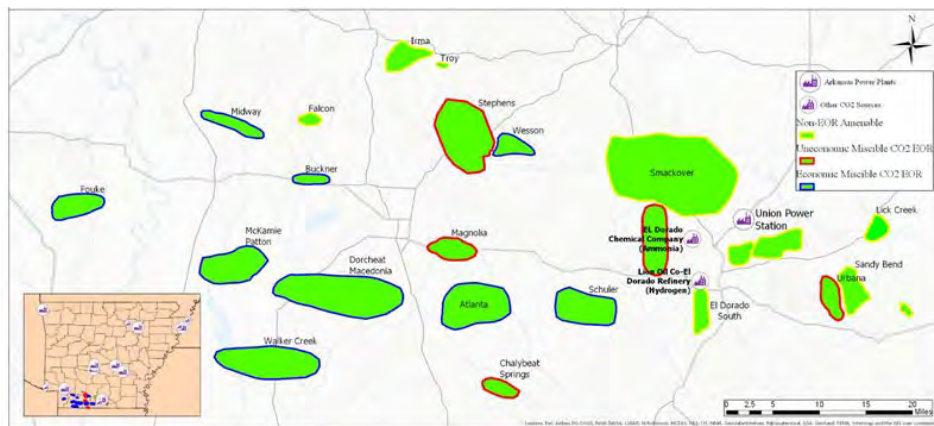 Irma
Troy
N
Arkansas Power Plants
Other CO2 Sources
Non-EOR Amenable
Uneconomic Miscible CO2 EOR
Economic Miscible CO2 EOR
Midway
Falcon
Stephens
Wesson
Buckner
Smackover
Fouke
Lick Creek
Union Power
Station
McKamie
Patton
Magnolia
EL Dorado
Chemical Company
(Ammonia)
Dorcheat
Macedonia
Sandy Bend
Urbana
Lion Oil Co-El
Dorado Refinery
(Hydrogen)
Atlanta
Schuler
El Dorado
South
Walker Creek
Chalybeat
Springs
0 2.5 5 10 15 20
Miles